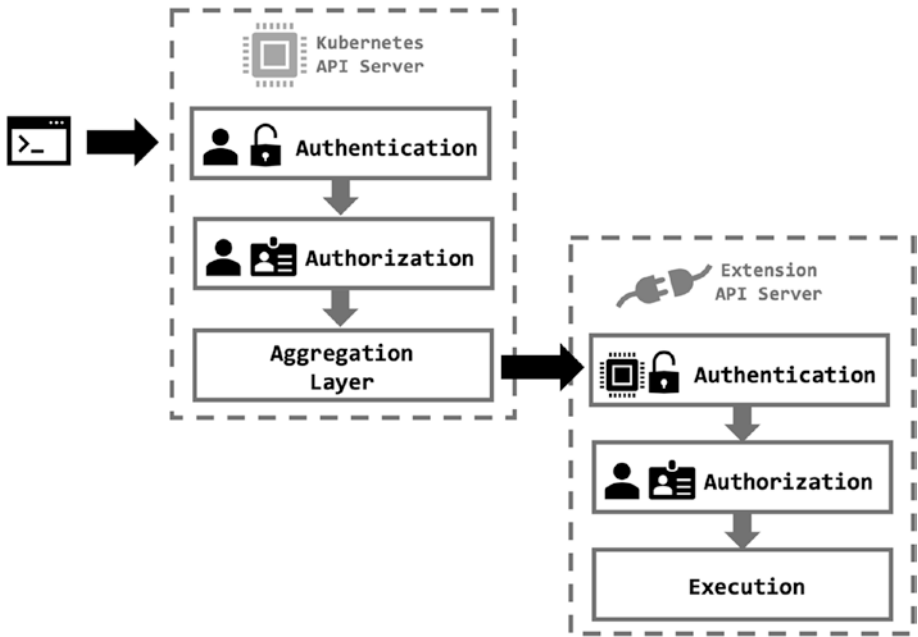 Kubernetes
API Server
Authentication
Authorization
Aggregation
Layer
>_
Extension
API Server
Authentication
Authorization
Execution